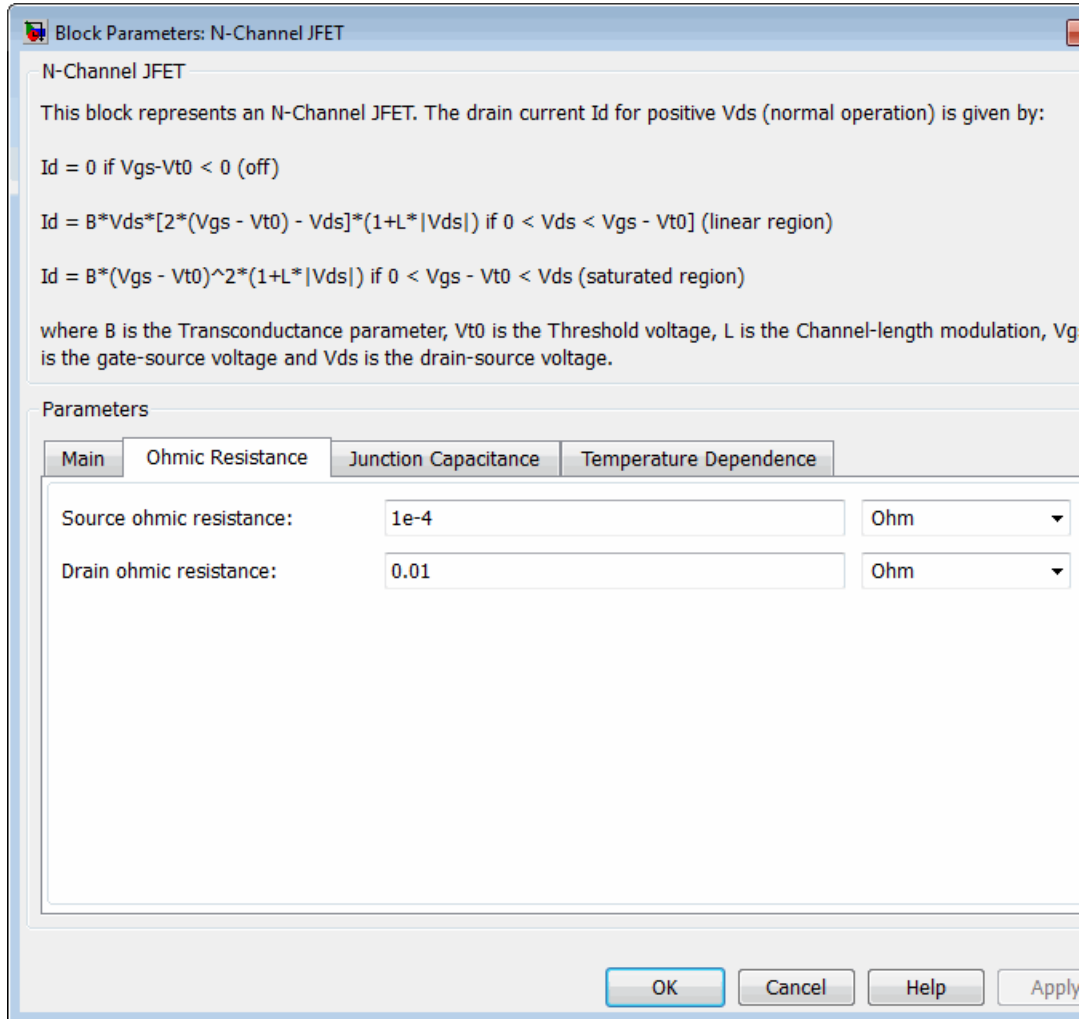 Block Parameters: N-Channel JFET
N-Channel JFET
This block represents an N-Channel JFET. The drain current Id for positive Vds (normal operation) is given by:
Id = 0 if Vgs-Vt0 < 0 (off)
Id = B*Vds*[2*(Vgs - Vt0) - Vds]*(1+L*|Vds|) if 0 < Vds < Vgs - Vt0] (linear region)
Id = B*(Vgs - Vt0)^2*(1+L*|Vds|) if 0 < Vgs - Vt0 < Vds (saturated region)
where B is the Transconductance parameter, Vt0 is the Threshold voltage, L is the Channel-length modulation, Vg
is the gate-source voltage and Vds is the drain-source voltage.
Parameters
Main Ohmic Resistance Junction Capacitance Temperature Dependence
Source ohmic resistance: 1e-4 Ohm
Drain ohmic resistance: 0.01 Ohm
OK Cancel Help Apply